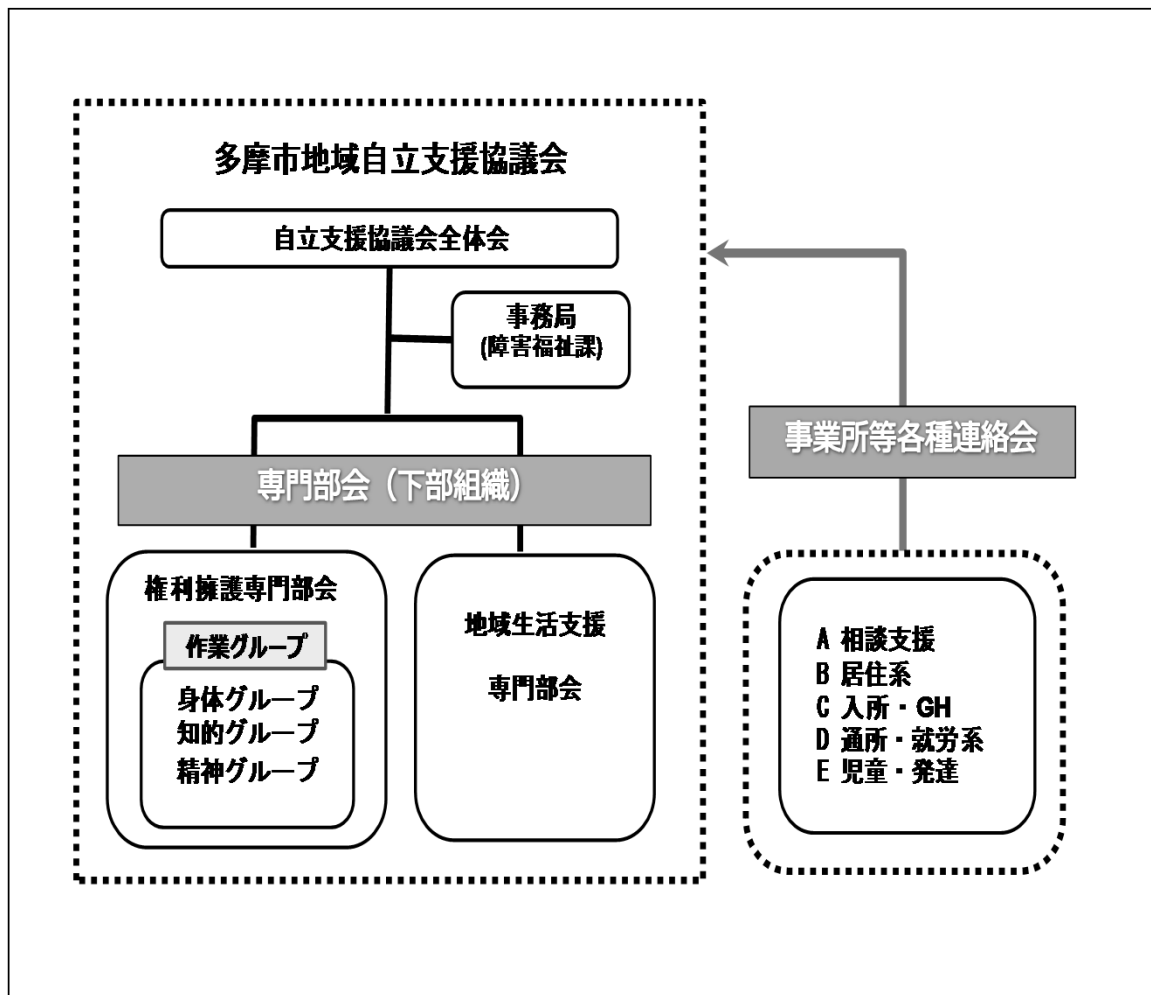 多摩市地域自立支援協議会
自立支援協議会全体会
事務局
(障害福祉課)
専門部会（下部組織）
権利擁護専門部会
作業グループ
身体グループ
知的グループ
精神グループ
地域生活支援
専門部会
事業所等各種連絡会
A 相談支援
B 居住系
C 入所・GH
D 通所・就労系
E 児童・発達